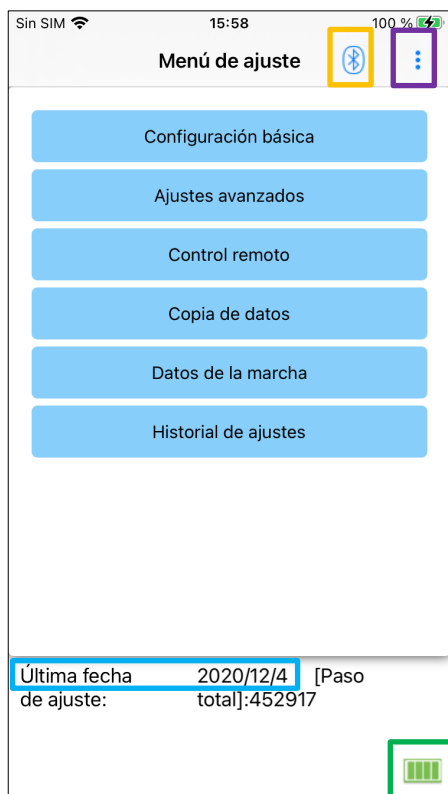 Sin SIM 15:58 100 %
Menú de ajuste
Configuración básica
Ajustes avanzados
Control remoto
Copia de datos
Datos de la marcha
Historial de ajustes
Última fecha 2020/12/4 [Paso
de ajuste: total]:452917